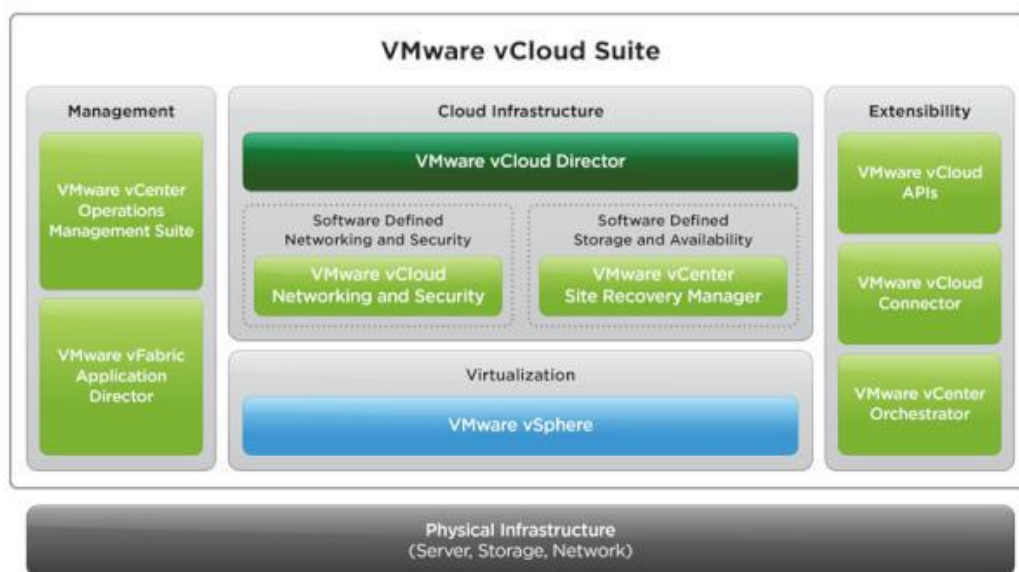 VMware vCloud Suite
Management
VMware vCenter
Operations
Management Suite
VMware vFabric
Application
Director
Cloud Infrastructure
VMware vCloud Director
Software Defined
Networking and Security
VMware vCloud
Networking and Security
Software Defined
Storage and Availability
VMware vCenter
Site Recovery Manager
Virtualization
VMware vSphere
Extensibility
VMware vCloud
APIs
VMware vCloud
Connector
VMware vCenter
Orchestrator
Physical Infrastructure
(Server, Storage, Network)